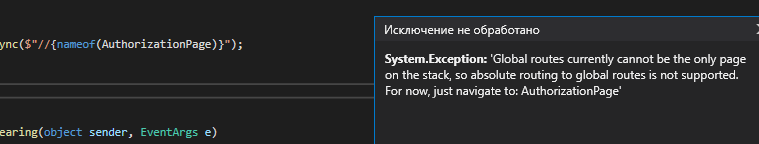 Исключение не обработано
ync($"//{nameof(AuthorizationPage)}");
System.Exception: 'Global routes currently cannot be the only page
on the stack, so absolute routing to global routes is not supported.
For now, just navigate to: AuthorizationPage'
earing(object sender, EventArgs e)